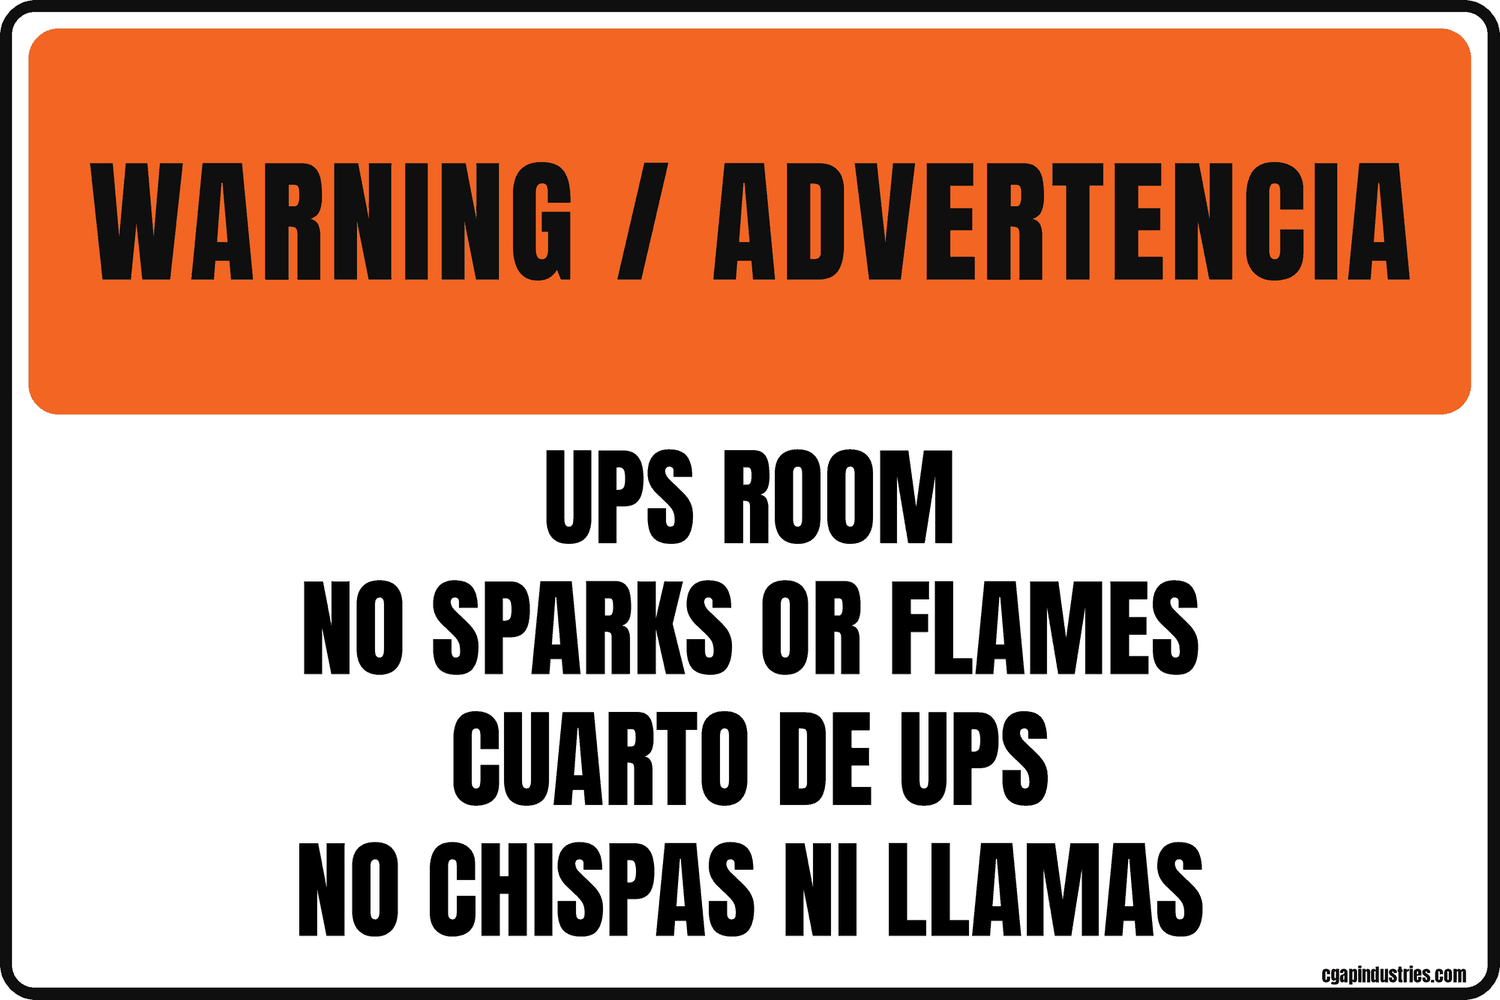 WARNING / ADVERTENCIA
UPS ROOM
NO SPARKS OR FLAMES
CUARTO DE UPS
NO CHISPAS NI LLAMAS
cgapindustries.com